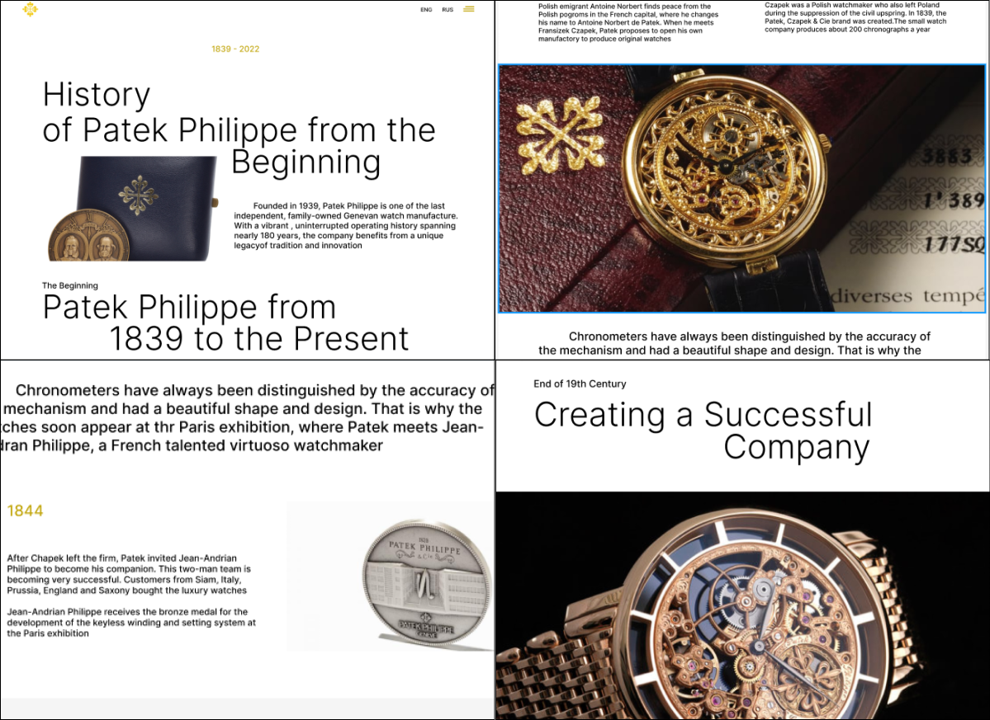 ENG RUS
1839 - 2022
History
of Patek Philippe from the
Beginning
Founded in 1939, Patek Philippe is one of the last
independent, family-owned Genevan watch manufacture.
With a vibrant , uninterrupted operating history spanning
nearly 180 years, the company benefits from a unique
legacyof tradition and innovation
The Beginning
Patek Philippe from
1839 to the Present
Polish emigrant Antoine Norbert finds peace from the
Polish pogroms in the French capital, where he changes
his name to Antoine Norbert de Patek. When he meets
Fransizek Czapek, Patek proposes to open his own
manufactory to produce original watches
Czapek was a Polish watchmaker who also left Poland
during the suppression of the civil upspring. In 1839, the
Patek, Czapek & Cie brand was created.The small watch
company produces about 200 chronographs a year
3883
1' 389
177SQ
diverses tempé
Chronometers have always been distinguished by the accuracy of
the mechanism and had a beautiful shape and design. That is why the
Chronometers have always been distinguished by the accuracy of
mechanism and had a beautiful shape and design. That is why the
ches soon appear at thr Paris exhibition, where Patek meets Jean-
dran Philippe, a French talented virtuoso watchmaker
1844
After Chapek left the firm, Patek invited Jean-Andrian
Philippe to become his companion. This two-man team is
becoming very successful. Customers from Siam, Italy,
Prussia, England and Saxony bought the luxury watches
Jean-Andrian Philippe receives the bronze medal for the
development of the keyless winding and setting system at
the Paris exhibition
PATEK PHILIPPE
& CIE
PATEK PHILIPPE
GENEVE
End of 19th Century
Creating a Successful
Company